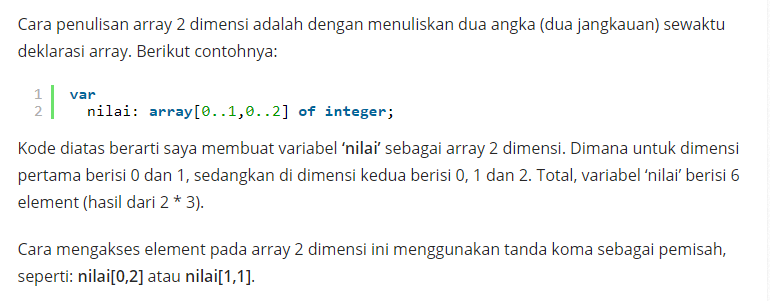 Cara penulisan array 2 dimensi adalah dengan menuliskan dua angka (dua jangkauan) sewaktu
deklarasi array. Berikut contohnya:
1 var
2 nilai: array[0..1,0..2] of integer;
Kode diatas berarti saya membuat variabel ‘nilai’ sebagai array 2 dimensi. Dimana untuk dimensi
pertama berisi 0 dan 1, sedangkan di dimensi kedua berisi 0, 1 dan 2. Total, variabel ‘nilai’ berisi 6
element (hasil dari 2 * 3).
Cara mengakses element pada array 2 dimensi ini menggunakan tanda koma sebagai pemisah,
seperti: nilai[0,2] atau nilai[1,1].